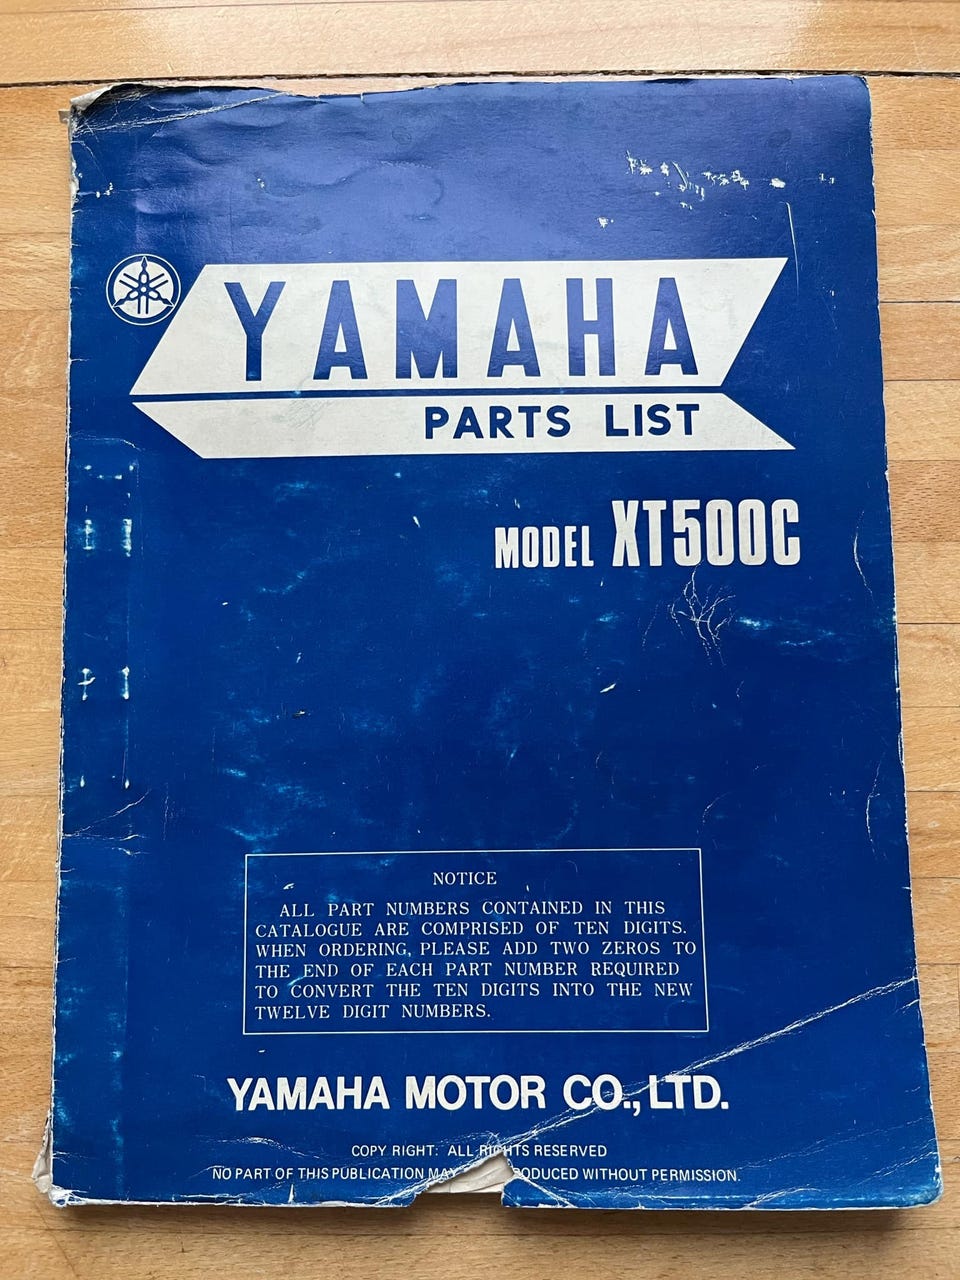 YAMAHA
PARTS LIST
MODEL XT500C
NOTICE
ALL PART NUMBERS CONTAINED IN THIS
CATALOGUE ARE COMPRISED OF TEN DIGITS.
WHEN ORDERING, PLEASE ADD TWO ZEROS TO
THE END OF EACH PART NUMBER REQUIRED
TO CONVERT THE TEN DIGITS INTO THE NEW
TWELVE DIGIT NUMBERS.
YAMAHA MOTOR CO., LTD.
COPY RIGHT: ALL RIGHTS RESERVED
NO PART OF THIS PUBLICATION MAY WITHOUT PERMISSION.